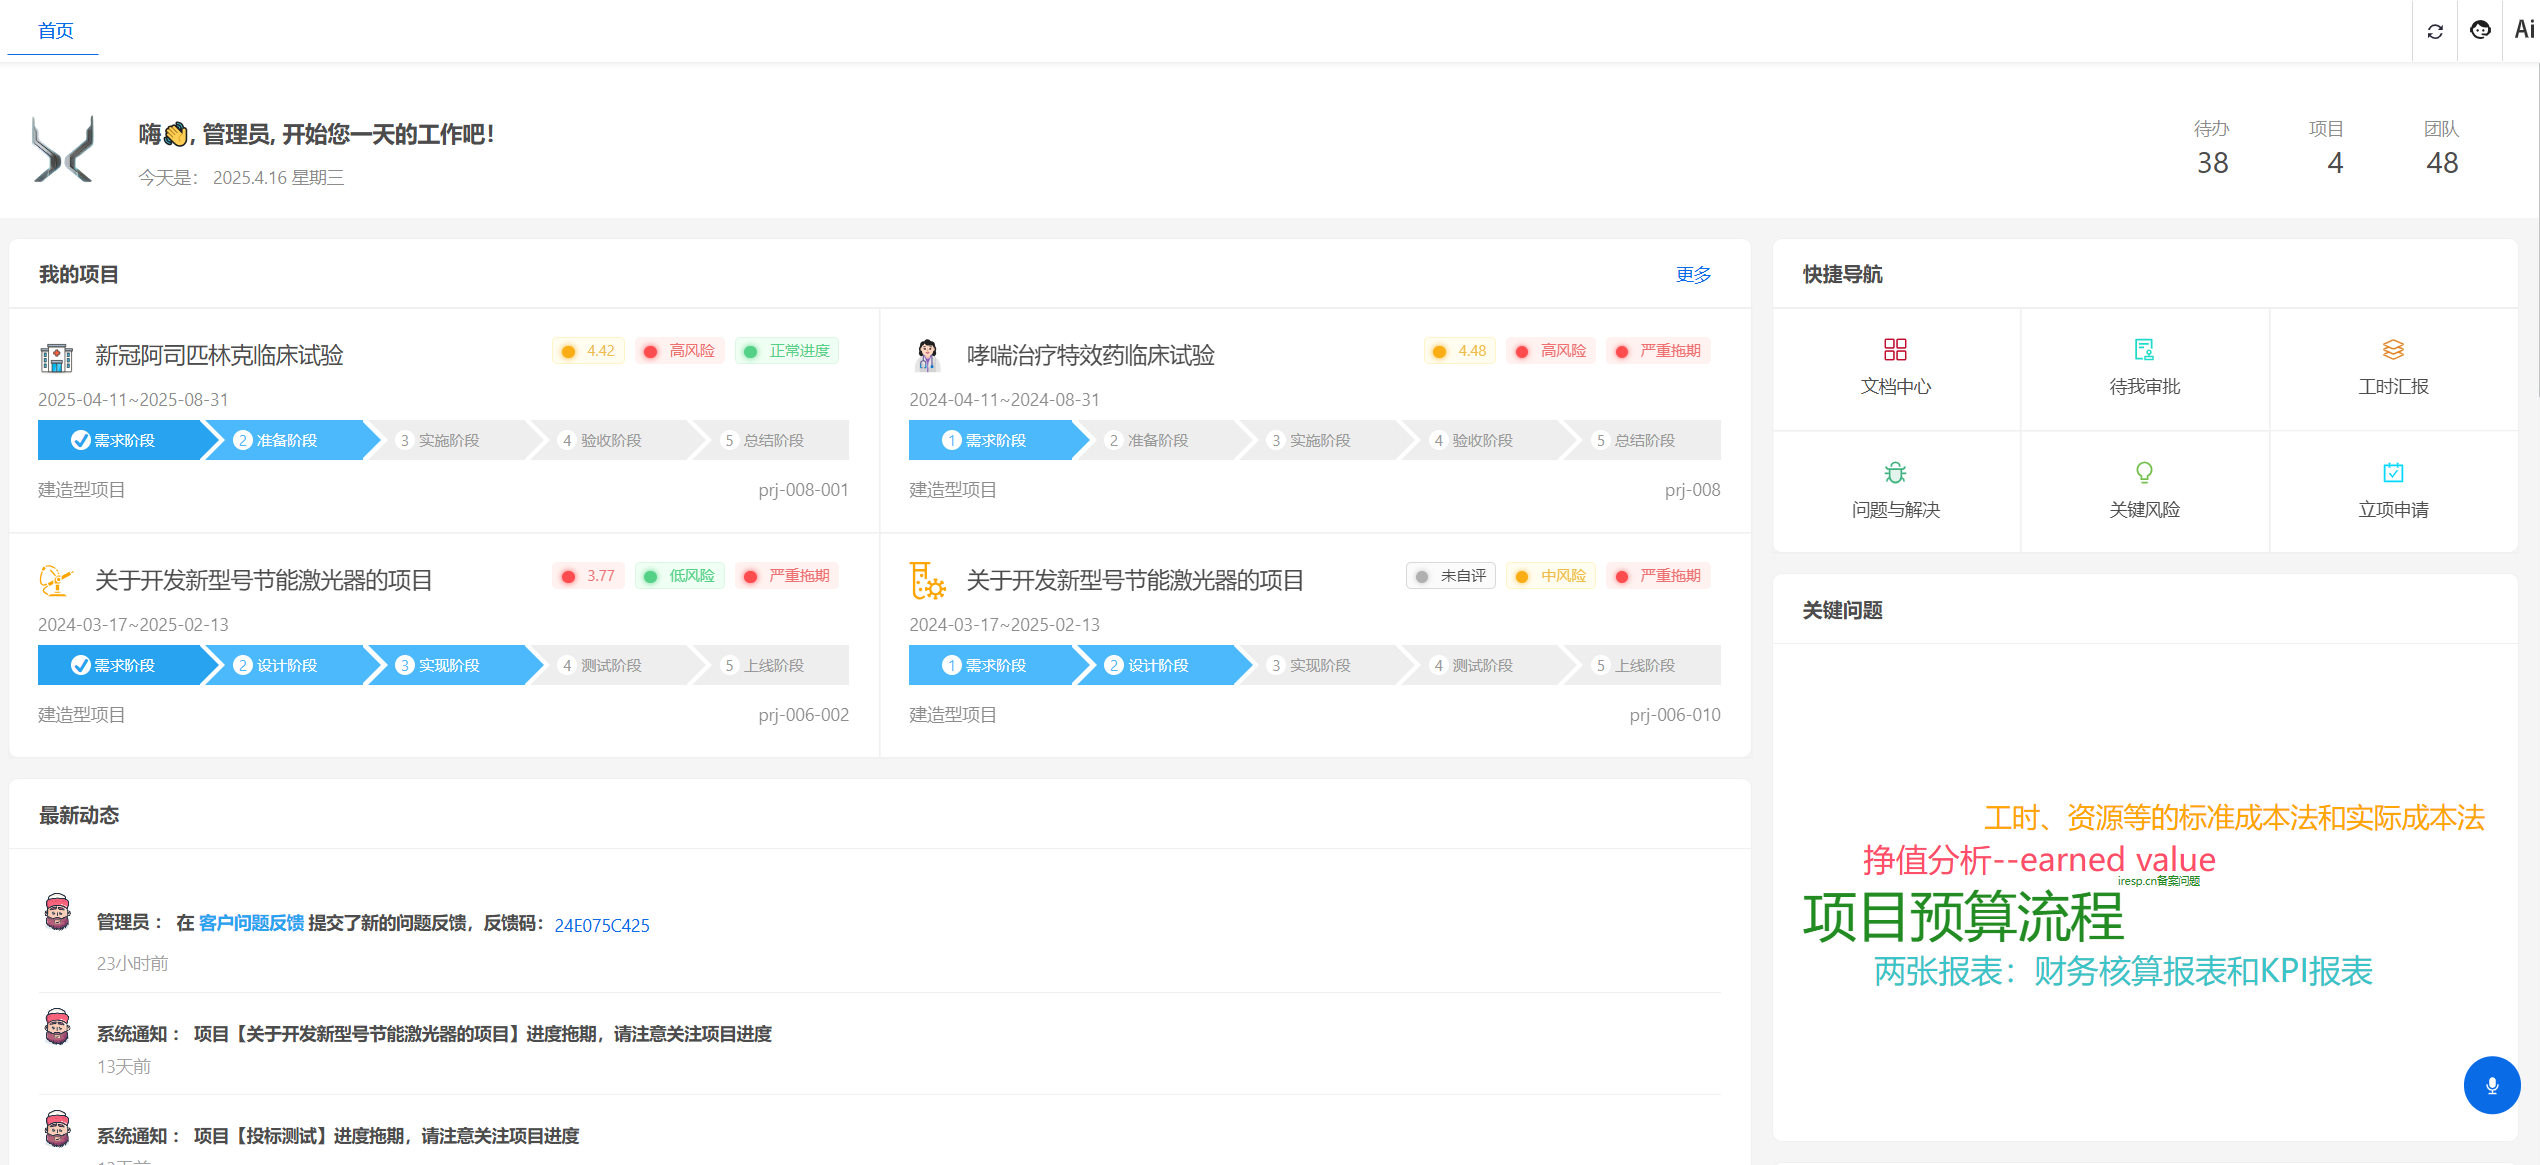 首页
Ai
嗨👋, 管理员, 开始您一天的工作吧!
今天是： 2025.4.16 星期三
待办 项目 团队
38 4 48
我的项目
更多
新冠阿司匹林克临床试验
4.42 高风险 正常进度
2025-04-11~2025-08-31
需求阶段 2 准备阶段 3 实施阶段 4 验收阶段 5 总结阶段
建造型项目 prj-008-001
哮喘治疗特效药临床试验
4.48 高风险 严重拖期
2024-04-11~2024-08-31
1 需求阶段 2 准备阶段 3 实施阶段 4 验收阶段 5 总结阶段
建造型项目 prj-008
关于开发新型号节能激光器的项目
3.77 低风险 严重拖期
2024-03-17~2025-02-13
需求阶段 2 设计阶段 3 实现阶段 4 测试阶段 5 上线阶段
建造型项目 prj-006-002
关于开发新型号节能激光器的项目
未自评 中风险 严重拖期
2024-03-17~2025-02-13
1 需求阶段 2 设计阶段 3 实现阶段 4 测试阶段 5 上线阶段
建造型项目 prj-006-010
最新动态
管理员： 在 客户问题反馈 提交了新的问题反馈，反馈码： 24E075C425
23小时前
系统通知： 项目【关于开发新型号节能激光器的项目】进度拖期，请注意关注项目进度
13天前
系统通知： 项目【投标测试】进度拖期，请注意关注项目进度
快捷导航
文档中心 待我审批 工时汇报
问题与解决 关键风险 立项申请
关键问题
工时、资源等的标准成本法和实际成本法
挣值分析--earned value
iresp.cn备案问题
项目预算流程
两张报表：财务核算报表和KPI报表